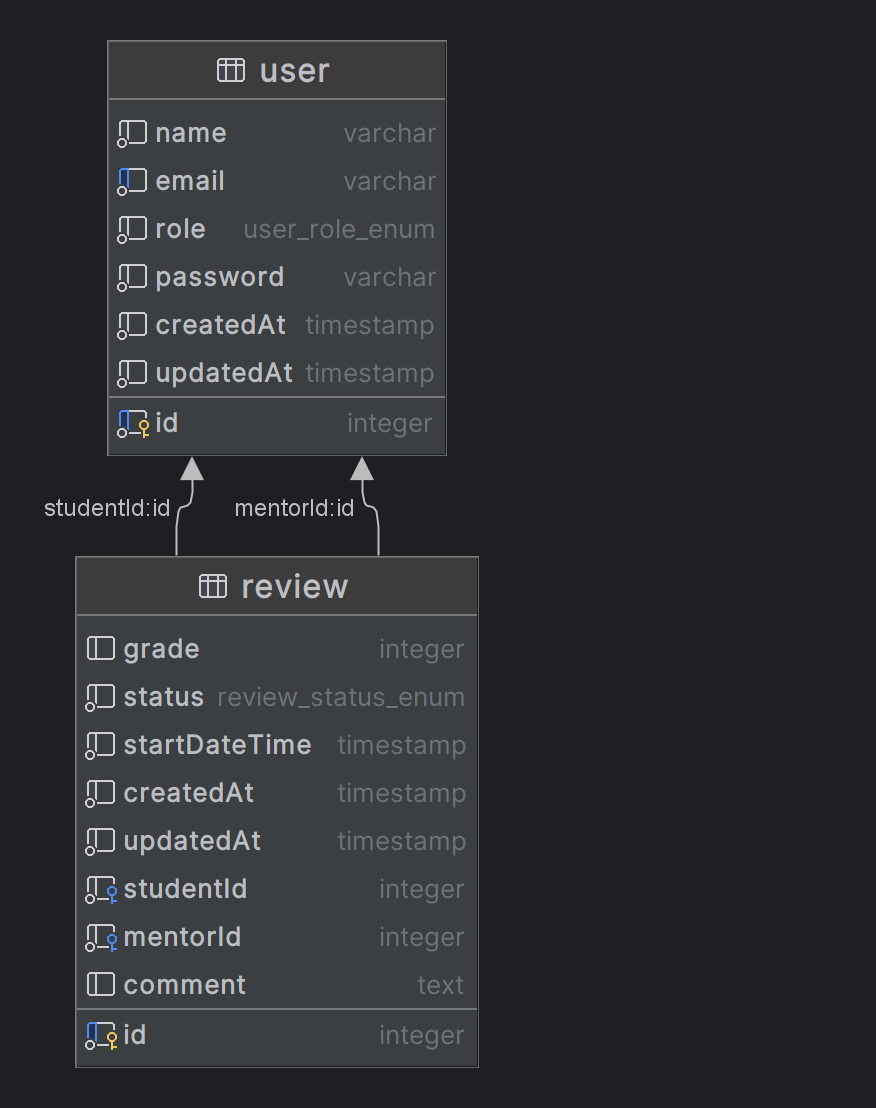 user
name varchar
email varchar
role user_role_enum
password varchar
createdAt timestamp
updatedAt timestamp
id integer
studentId:id mentorId:id
review
grade integer
status review_status_enum
startDateTime timestamp
createdAt timestamp
updatedAt timestamp
studentId integer
mentorId integer
comment text
id integer